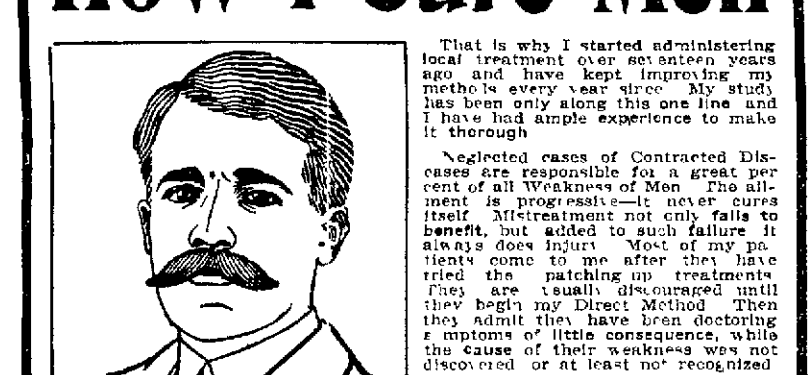 How I Cure Men
That is why I started administering
local treatment over seventeen years
ago and have kept improving my
methods every year since My study
has been only along this one line and
I have had ample experience to make
it thorough
Neglected cases of Contracted Dis-
eases are responsible for a great per
cent of all Weakness of Men The ail-
ment is progressive—it never cures
itself Mistreatment not only fails to
benefit, but added to such failure it
always does injury Most of my pa
tients come to me after they have
tried the patching up treatments
They are usually discouraged until
they begin my Direct Method Then
they admit they have been doctoring
symptoms of little consequence, while
the cause of their weakness was not
discovered or at least not recognized